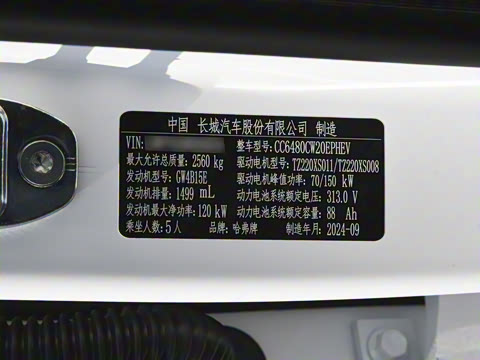 中国 长城汽车股份有限公司 制造
VIN: 整车型号:CC6480CW20EPHEV
最大允许总质量: 2560 kg 驱动电机型号:TZ220XS011/TZ220XS008
发动机型号: GW4B15E 驱动电机峰值功率: 70/150 kW
发动机排量: 1499 mL 动力电池系统额定电压: 313.0 V
发动机最大净功率: 120 kW 动力电池系统额定容量: 88 Ah
乘坐人数: 5人 品牌: 哈弗牌 制造年月: 2024-09